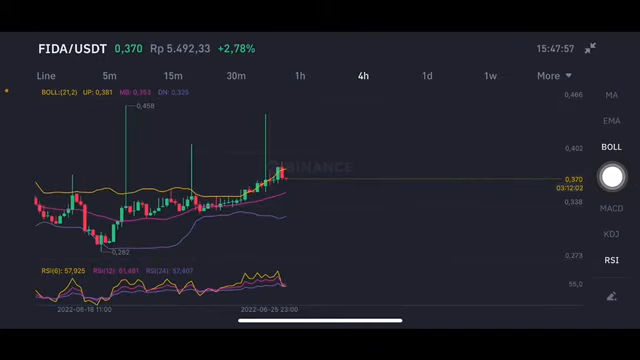 FIDA/USDT 0,370 Rp 5.492,33 +2,78% 15:47:57
Line 5m 15m 30m 1h 4h 1d 1w More
BOLL:(21,2) UP: 0,381 MB: 0,353 DN: 0,325
0,466
MA
0,458
EMA
0,402
BOLL
BINANCE
0,370
03:12:02
0,338
MACD
KDJ
0,282
0,273
RSI
RSI(6): 57,925 RSI(12): 61,481 RSI(24): 57,407
55,0
2022-06-18 11:00 2022-06-25 23:00